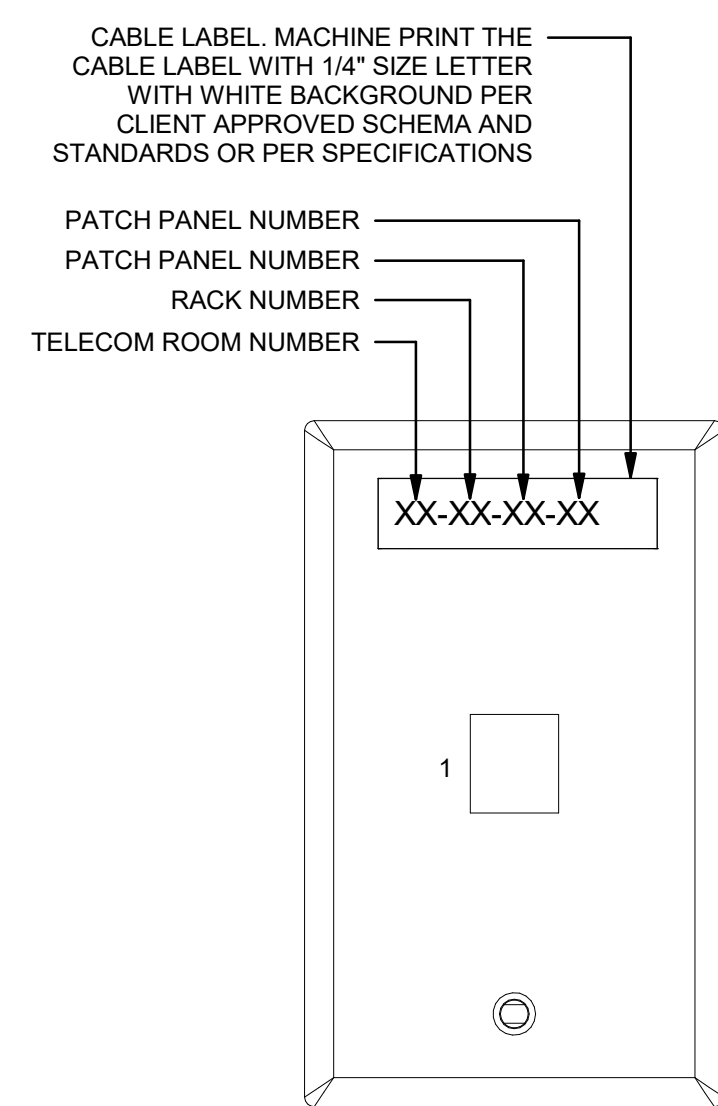 CABLE LABEL. MACHINE PRINT THE
CABLE LABEL WITH 1/4" SIZE LETTER
WITH WHITE BACKGROUND PER
CLIENT APPROVED SCHEMA AND
STANDARDS OR PER SPECIFICATIONS
PATCH PANEL NUMBER
PATCH PANEL NUMBER
RACK NUMBER
TELECOM ROOM NUMBER
XX-XX-XX-XX
1